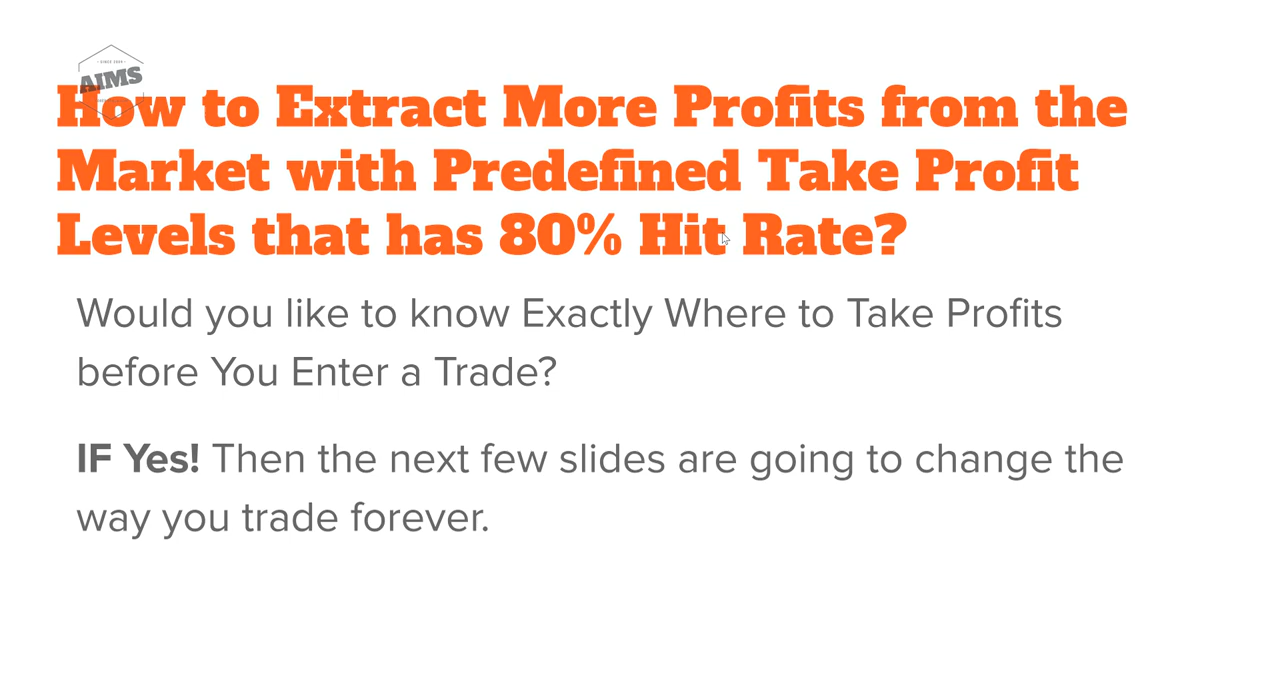 SINCE 2004
AIMS
How to Extract More Profits from the
Market with Predefined Take Profit
Levels that has 80% Hit Rate?
Would you like to know Exactly Where to Take Profits
before You Enter a Trade?
IF Yes! Then the next few slides are going to change the
way you trade forever.